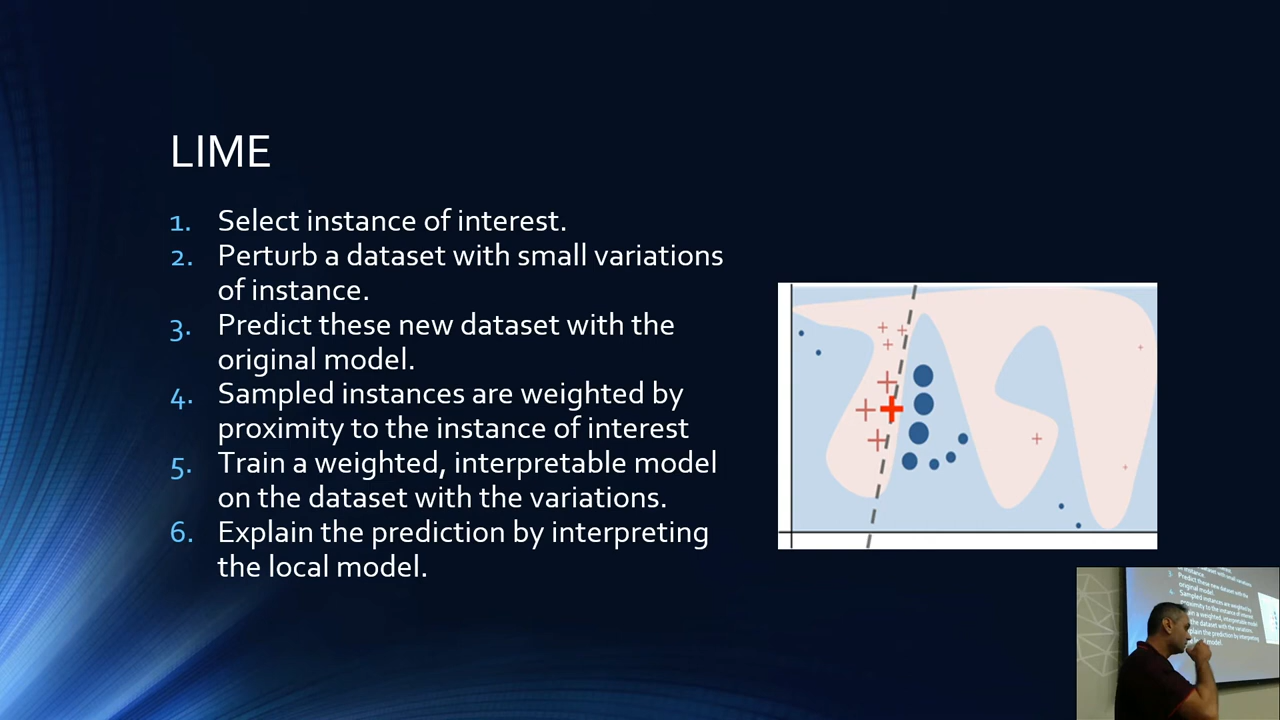 LIME
1. Select instance of interest.
2. Perturb a dataset with small variations
of instance.
3. Predict these new dataset with the
original model.
4. Sampled instances are weighted by
proximity to the instance of interest
5. Train a weighted, interpretable model
on the dataset with the variations.
6. Explain the prediction by interpreting
the local model.